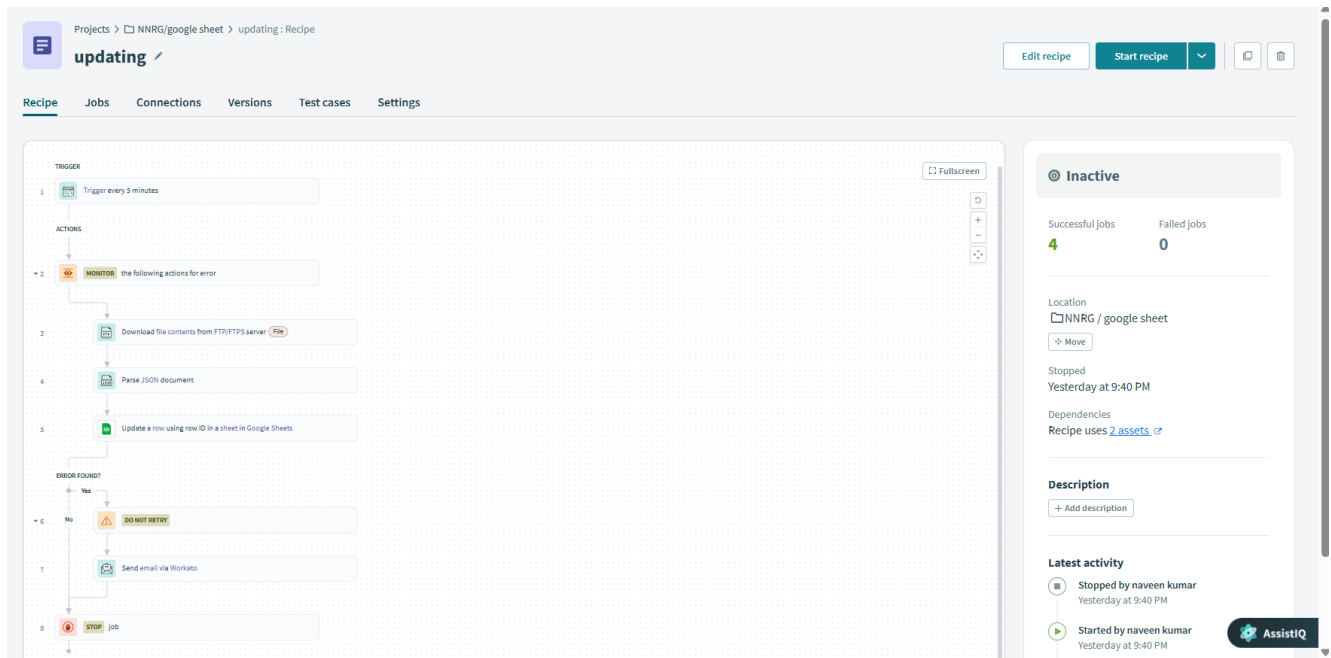 Projects > NNRG/google sheet > updating : Recipe
updating
Edit recipe
Start recipe
Recipe
Jobs
Connections
Versions
Test cases
Settings
TRIGGER
Fullscreen
1 Trigger every 5 minutes
ACTIONS
2 MONITOR the following actions for error
3 Download file contents from FTP/FTPS server File
4 Parse JSON document
5 Update a row using row ID in a sheet in Google Sheets
ERROR FOUND?
Yes
No
6 DO NOT RETRY
7 Send email via Workato
8 STOP job
Inactive
Successful jobs Failed jobs
4 0
Location
NNRG / google sheet
Move
Stopped
Yesterday at 9:40 PM
Dependencies
Recipe uses 2 assets
Description
+ Add description
Latest activity
Stopped by naveen kumar
Yesterday at 9:40 PM
Started by naveen kumar
Yesterday at 9:40 PM
AssistIQ